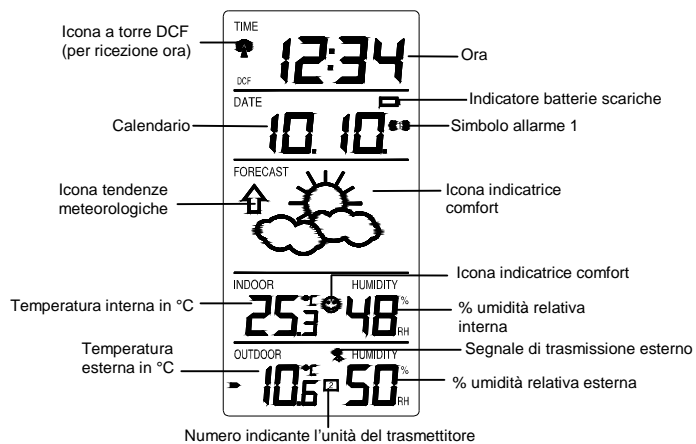 Icona a torre DCF
(per ricezione ora)
TIME
12:34
DCF
Ora
DATE
Indicatore batterie scariche
Calendario
10. 10.
Simbolo allarme 1
FORECAST
Icona tendenze
meteorologiche
Icona indicatrice
comfort
Icona indicatrice comfort
INDOOR
HUMIDITY
Temperatura interna in °C
25.3 °C
48 %
RH
% umidità relativa
interna
Temperatura
esterna in °C
OUTDOOR
HUMIDITY
Segnale di trasmissione esterno
10.6 °C
2
50 %
RH
% umidità relativa esterna
Numero indicante l'unità del trasmettitore